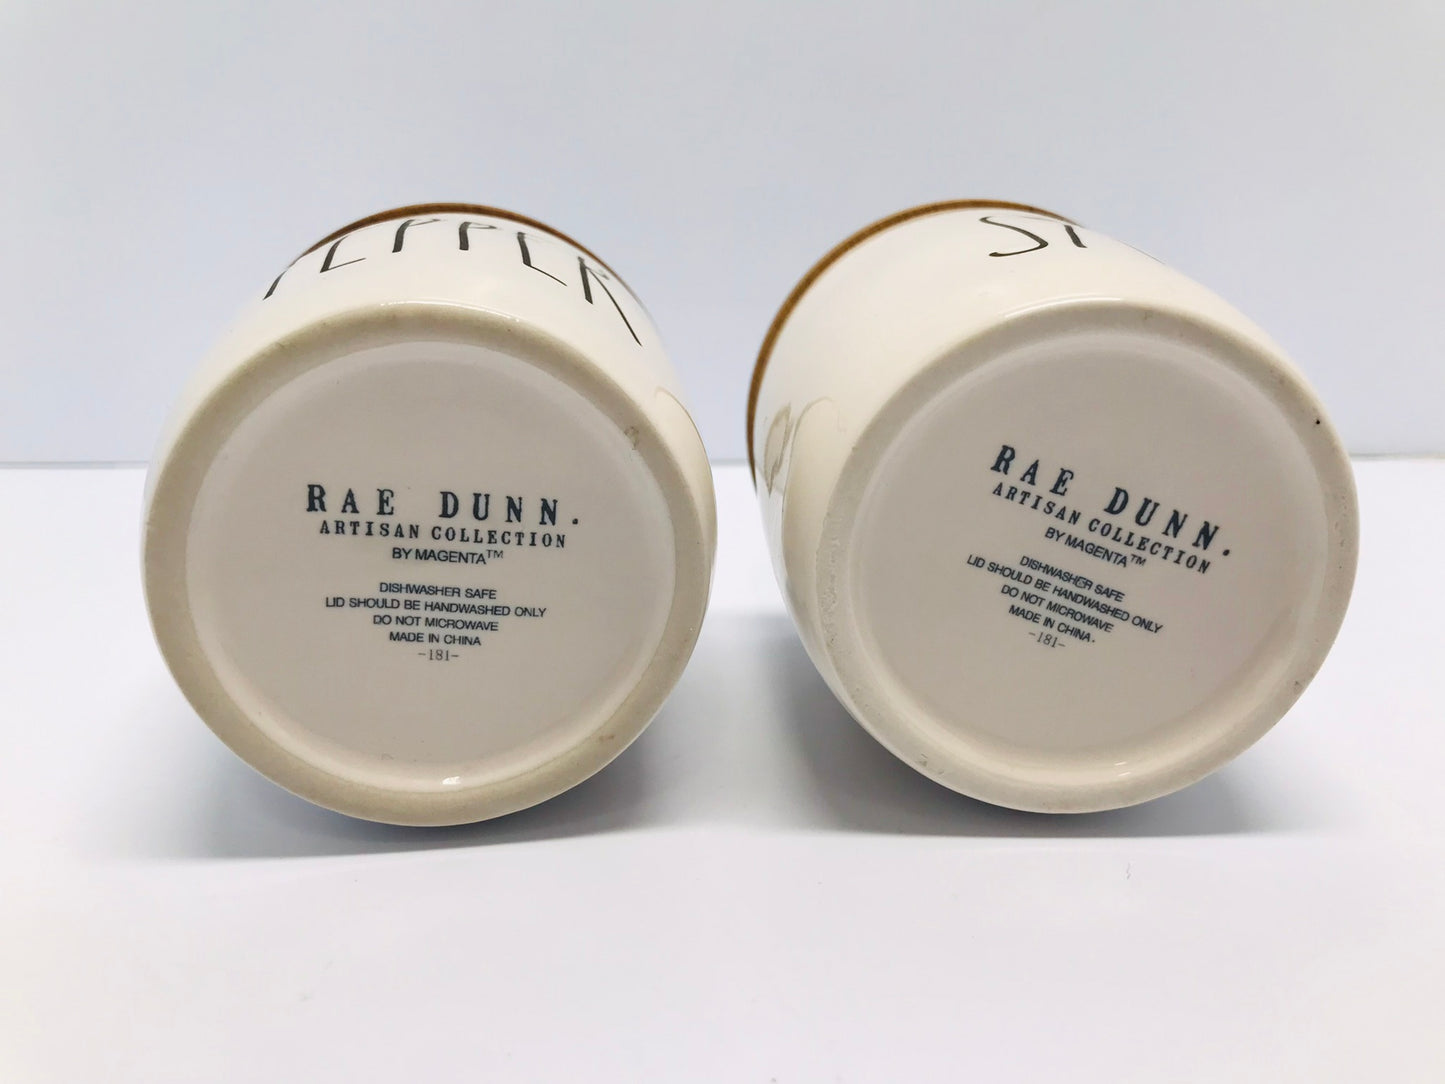 PEPPER
RAE DUNN.
ARTISAN COLLECTION
BY MAGENTA™
DISHWASHER SAFE
LID SHOULD BE HANDWASHED ONLY
DO NOT MICROWAVE
MADE IN CHINA
-181-
RAE DUNN.
ARTISAN COLLECTION
BY MAGENTA™
DISHWASHER SAFE
LID SHOULD BE HANDWASHED ONLY
DO NOT MICROWAVE
MADE IN CHINA.
-181-